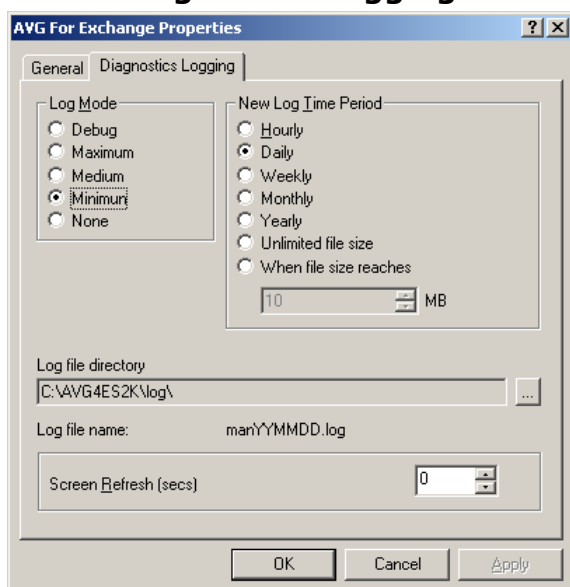 AVG For Exchange Properties
General Diagnostics Logging
Log Mode
Debug
Maximum
Medium
Minimun
None
New Log Time Period
Hourly
Daily
Weekly
Monthly
Yearly
Unlimited file size
When file size reaches
10 MB
Log file directory
C:\AVG4ES2K\log\ ...
Log file name: manYYMMDD.log
Screen Refresh (secs) 0
OK Cancel Apply